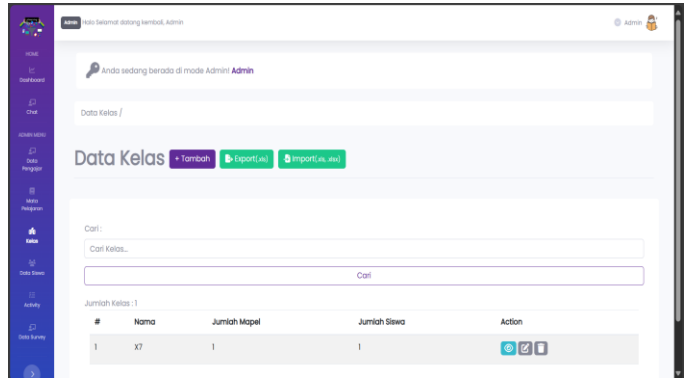 Admin Halo Selamat datang kembali, Admin
Admin
HOME
Dashboard
Chat
ADMIN MENU
Data
Pengajar
Mata
Pelajaran
Kelas
Data Siswa
Activity
Data Survey
Anda sedang berada di mode Admin! Admin
Data Kelas /
Data Kelas
+ Tambah
Export(.xls)
Import(.xls, .xlsx)
Cari :
Cari Kelas...
Cari
Jumlah Kelas : 1
# Nama Jumlah Mapel Jumlah Siswa Action
1 X7 1 1